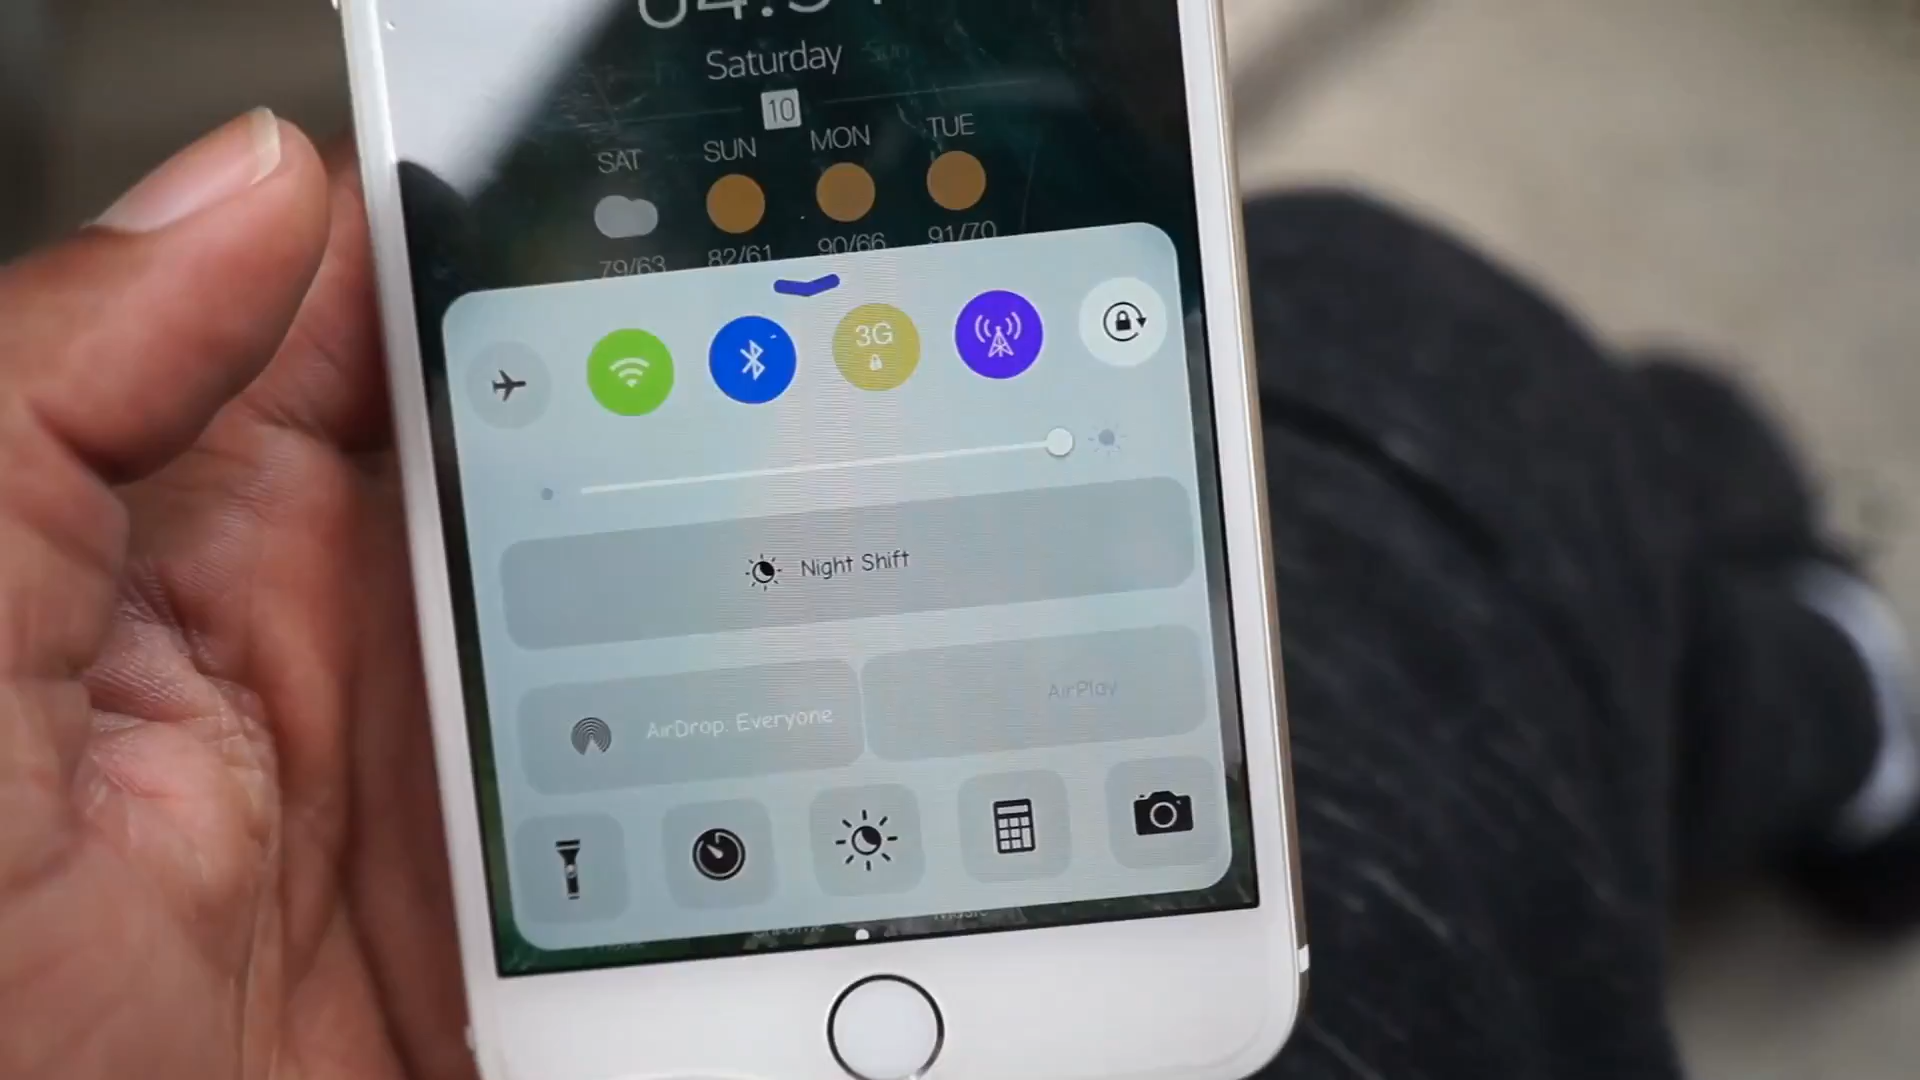 Saturday
10
SAT SUN MON TUE
79/63 82/61 90/66 91/70
3G
Night Shift
AirDrop: Everyone
AirPlay
Music